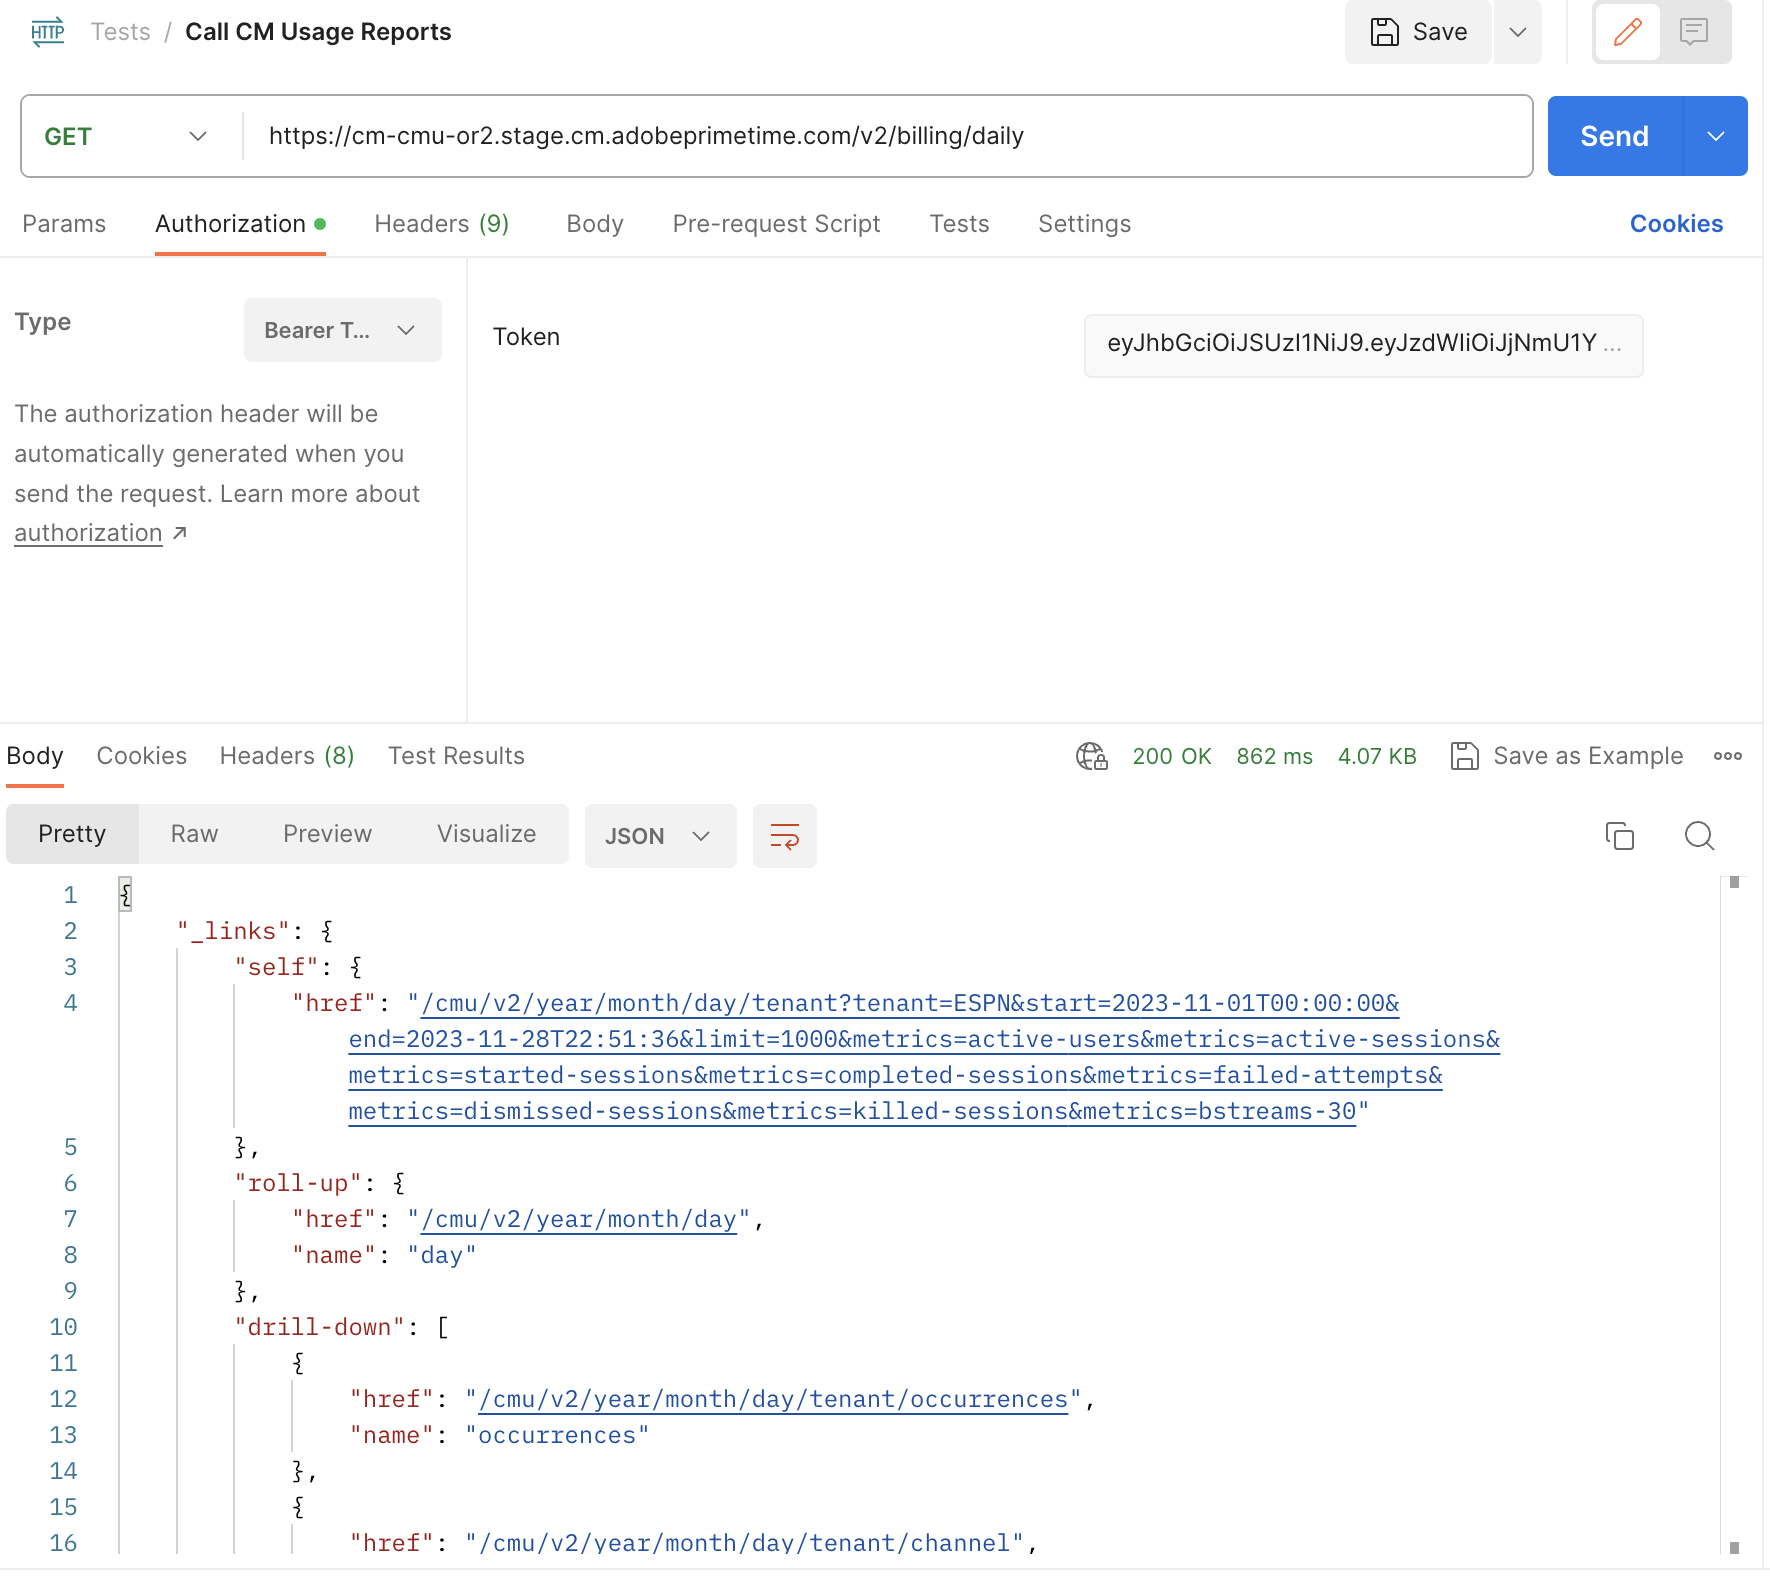 HTTP Tests / Call CM Usage Reports Save
GET https://cm-cmu-or2.stage.cm.adobeprimetime.com/v2/billing/daily Send
Params Authorization Headers (9) Body Pre-request Script Tests Settings Cookies
Type Bearer T... Token eyJhbGciOiJSUzI1NiJ9.eyJzdWIiOiJjNmU1Y ...
The authorization header will be
automatically generated when you
send the request. Learn more about
authorization ↗
Body Cookies Headers (8) Test Results 200 OK 862 ms 4.07 KB Save as Example
Pretty Raw Preview Visualize JSON
1 {
2 "_links": {
3 "self": {
4 "href": "/cmu/v2/year/month/day/tenant?tenant=ESPN&start=2023-11-01T00:00:00&
end=2023-11-28T22:51:36&limit=1000&metrics=active-users&metrics=active-sessions&
metrics=started-sessions&metrics=completed-sessions&metrics=failed-attempts&
metrics=dismissed-sessions&metrics=killed-sessions&metrics=bstreams-30"
5 },
6 "roll-up": {
7 "href": "/cmu/v2/year/month/day",
8 "name": "day"
9 },
10 "drill-down": [
11 {
12 "href": "/cmu/v2/year/month/day/tenant/occurrences",
13 "name": "occurrences"
14 },
15 {
16 "href": "/cmu/v2/year/month/day/tenant/channel",